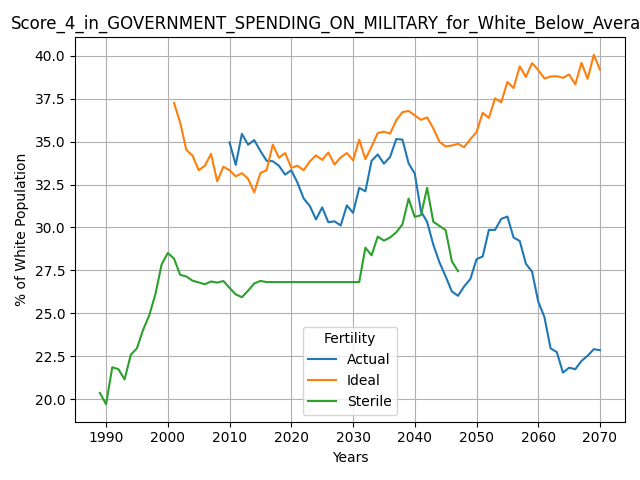 Score_4_in_GOVERNMENT_SPENDING_ON_MILITARY_for_White_Below_Avera
40.0
37.5
35.0
32.5
30.0
27.5
25.0
22.5
20.0
% of White Population
Fertility
Actual
Ideal
Sterile
1990 2000 2010 2020 2030 2040 2050 2060 2070
Years